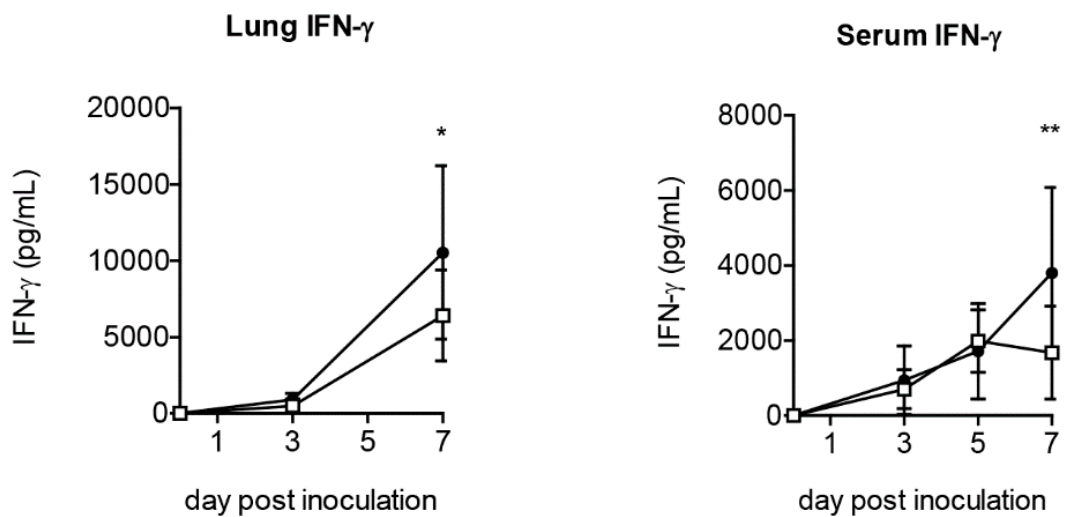 Lung IFN-γ
IFN-γ (pg/mL)
20000
15000
10000
5000
0
*
1 3 5 7
day post inoculation
Serum IFN-γ
IFN-γ (pg/mL)
8000
6000
4000
2000
0
**
1 3 5 7
day post inoculation